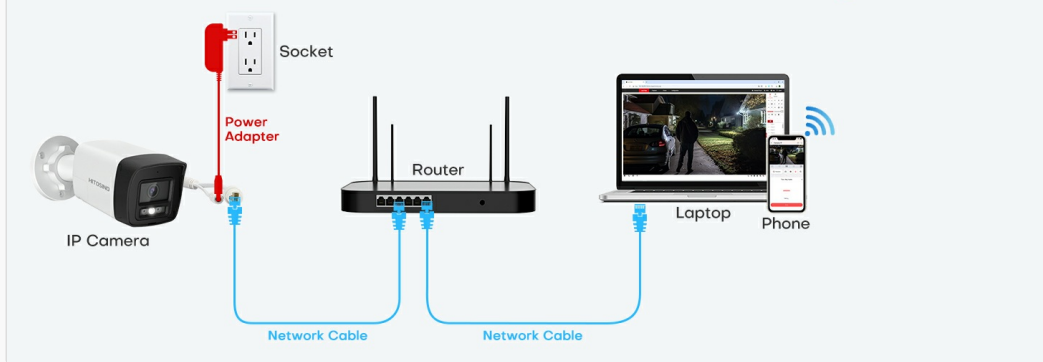 Socket
Power
Adapter
Router
Laptop
Phone
IP Camera
Network Cable
Network Cable